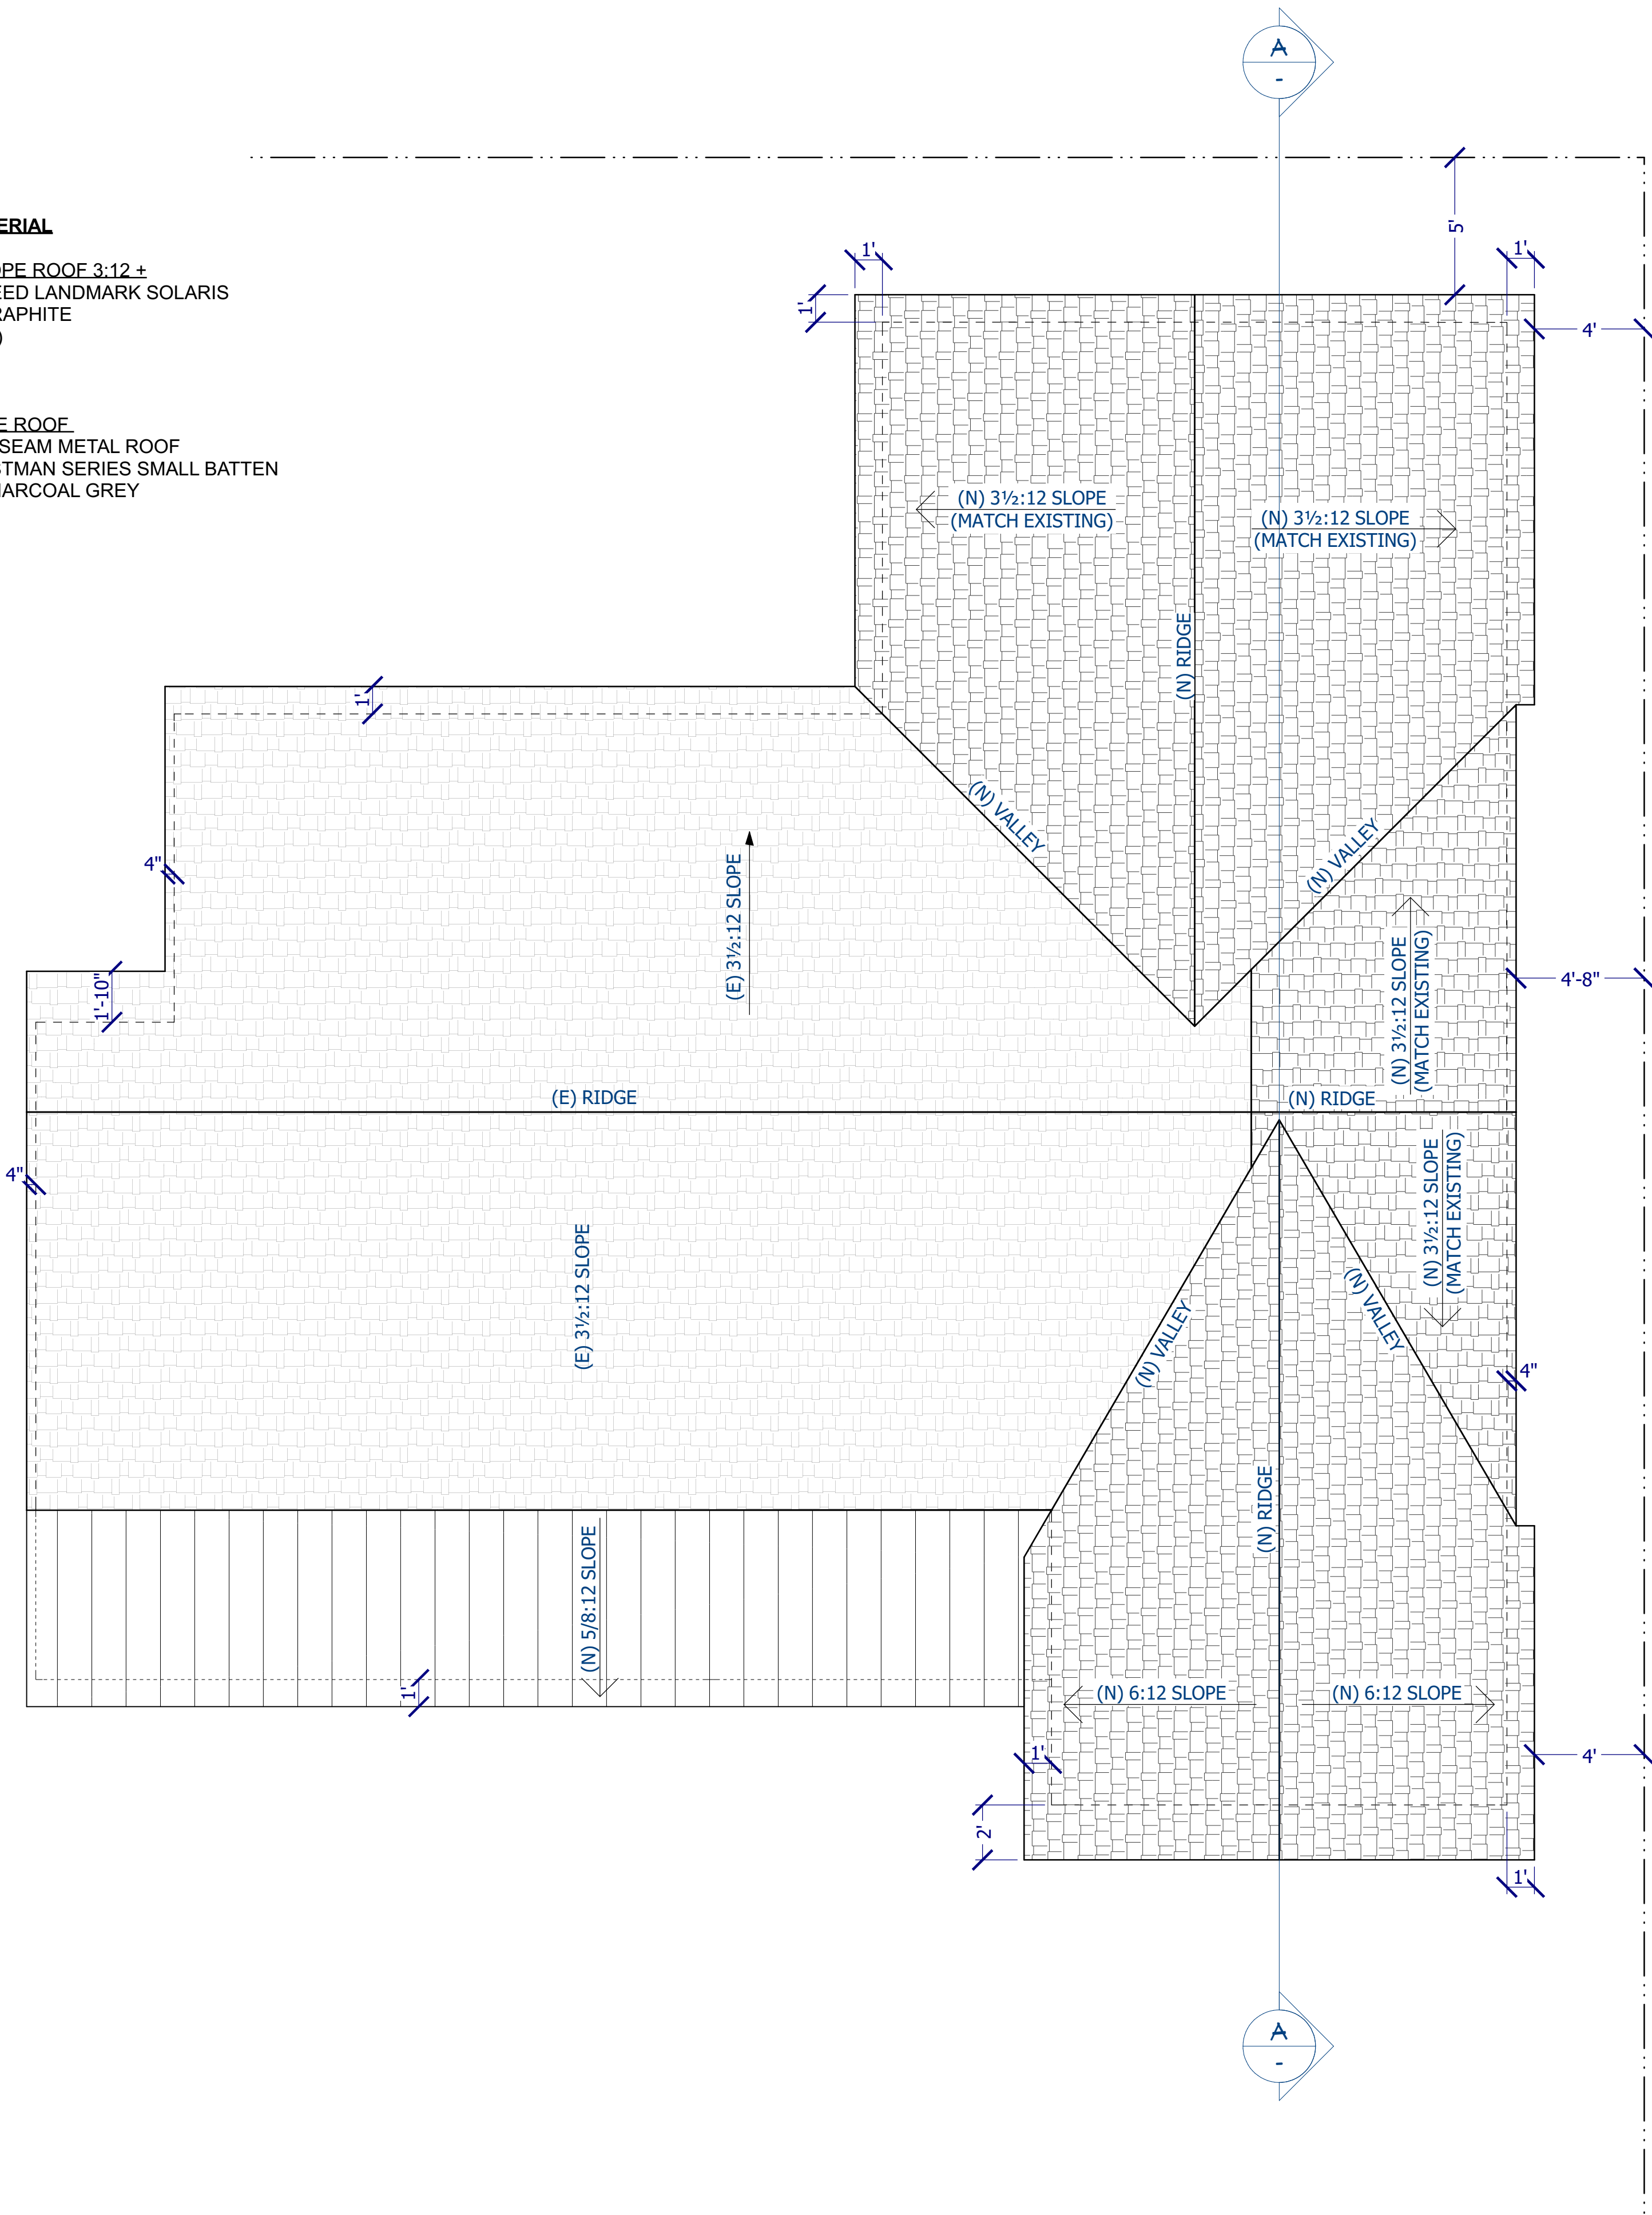 A
-
ERIAL
OPE ROOF 3:12 +
EED LANDMARK SOLARIS
RAPHITE
)
E ROOF
SEAM METAL ROOF
STMAN SERIES SMALL BATTEN
HARCOAL GREY
5'
1'
1'
1'
4'
(N) 3½:12 SLOPE
(MATCH EXISTING)
(N) 3½:12 SLOPE
(MATCH EXISTING)
(N) RIDGE
1'
(N) VALLEY
(N) VALLEY
4"
(E) 3½:12 SLOPE
(N) 3½:12 SLOPE
(MATCH EXISTING)
4'-8"
1'-10"
(E) RIDGE
(N) RIDGE
4"
(N) 3½:12 SLOPE
(MATCH EXISTING)
(E) 3½:12 SLOPE
(N) VALLEY
(N) VALLEY
4"
(N) RIDGE
(N) 5/8:12 SLOPE
1'
(N) 6:12 SLOPE
(N) 6:12 SLOPE
1'
4'
2'
1'
A
-